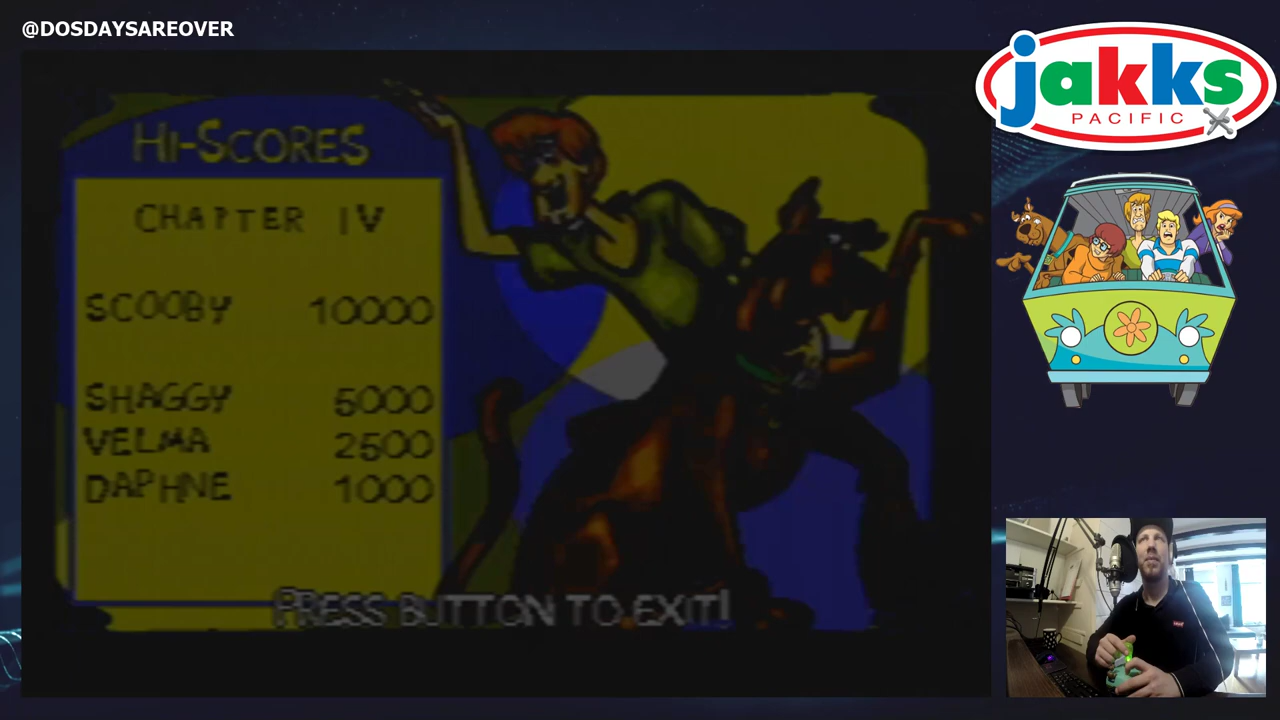 @DOSDAYSAREOVER
jakks
PACIFIC
HI-SCORES
CHAPTER IV
SCOOBY 10000
SHAGGY 5000
VELMA 2500
DAPHNE 1000
PRESS BUTTON TO EXIT!